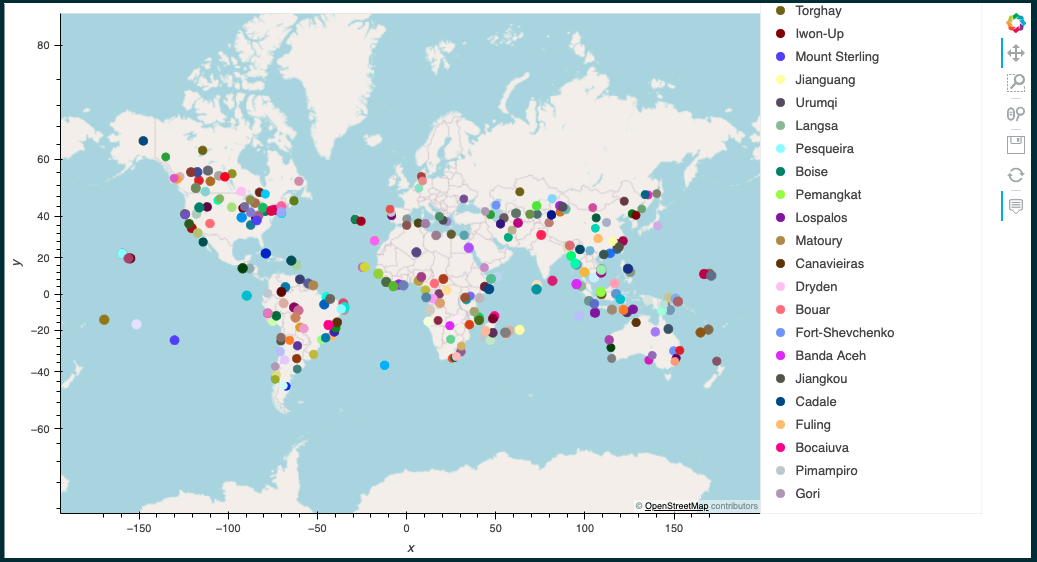 Torghay
Iwon-Up
Mount Sterling
Jianguang
Urumqi
Langsa
Pesqueira
Boise
Pemangkat
Lospalos
Matoury
Canavieiras
Dryden
Bouar
Fort-Shevchenko
Banda Aceh
Jiangkou
Cadale
Fuling
Bocaiuva
Pimampiro
Gori
80
60
40
20
0
−20
−40
−60
y
© OpenStreetMap contributors
−150
−100
−50
0
50
100
150
x